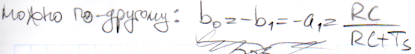 можно по-другому: b₀ = -b₁ = -a₁ = RC / (RC + Tₛ)